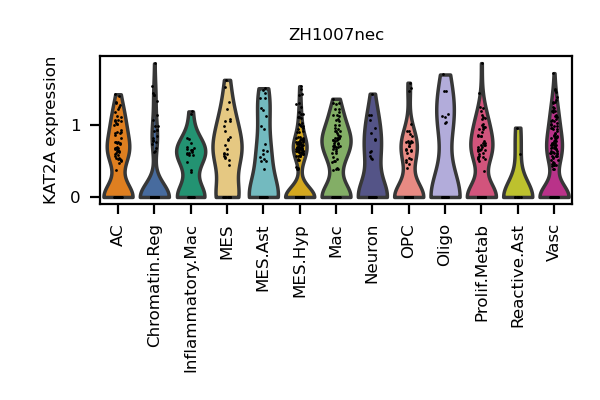 ZH1007nec
KAT2A expression
1
0
AC
Chromatin.Reg
Inflammatory.Mac
MES
MES.Ast
MES.Hyp
Mac
Neuron
OPC
Oligo
Prolif.Metab
Reactive.Ast
Vasc